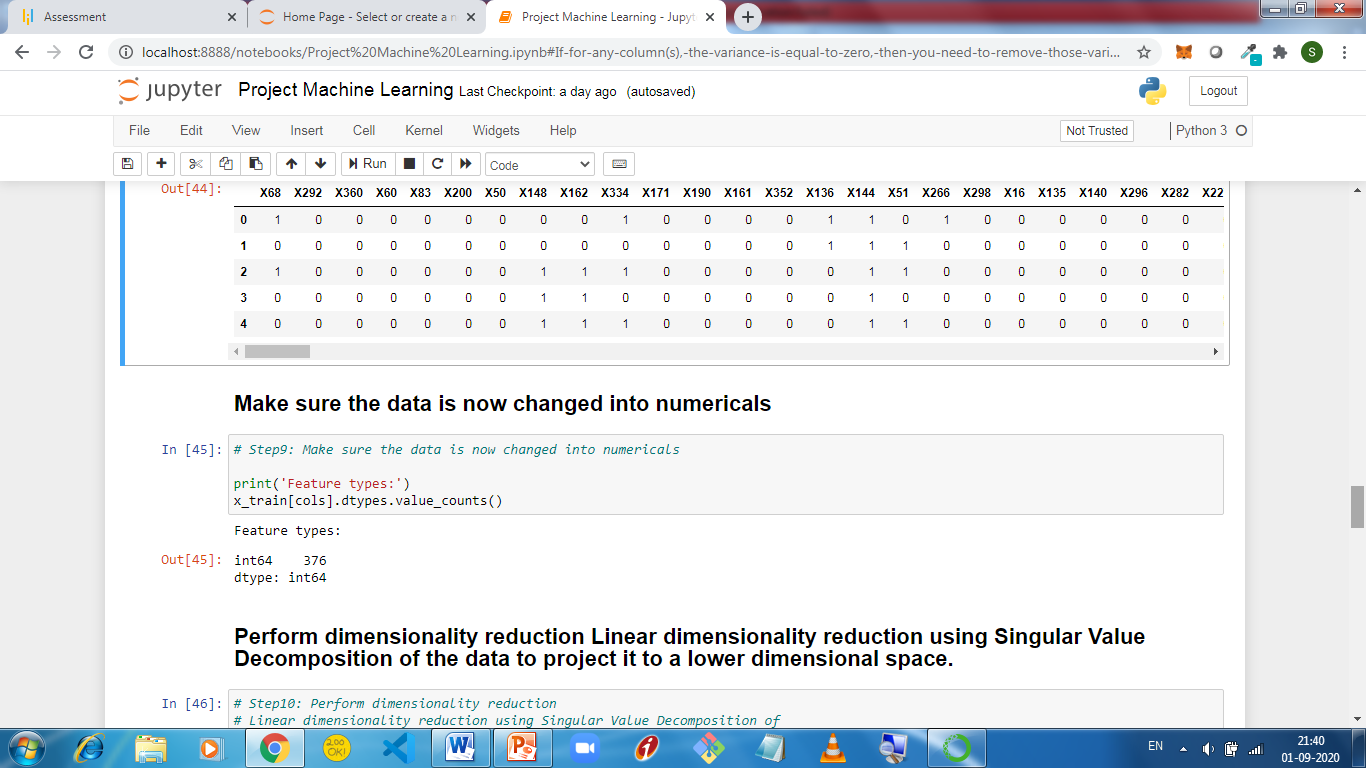 Assessment
Home Page - Select or create a n
Project Machine Learning - Jupyt
localhost:8888/notebooks/Project%20Machine%20Learning.ipynb#If-for-any-column(s),-the-variance-is-equal-to-zero,-then-you-need-to-remove-those-vari...
S
jupyter Project Machine Learning Last Checkpoint: a day ago (autosaved)
Logout
File Edit View Insert Cell Kernel Widgets Help
Not Trusted
Python 3
Run
Code
Out[44]:
X68 X292 X360 X60 X83 X200 X50 X148 X162 X334 X171 X190 X161 X352 X136 X144 X51 X266 X298 X16 X135 X140 X296 X282 X22
0 1 0 0 0 0 0 0 0 0 1 0 0 0 0 1 1 0 1 0 0 0 0 0 0
1 0 0 0 0 0 0 0 0 0 0 0 0 0 0 1 1 1 0 0 0 0 0 0 0
2 1 0 0 0 0 0 0 1 1 1 0 0 0 0 0 1 1 0 0 0 0 0 0 0
3 0 0 0 0 0 0 0 1 1 0 0 0 0 0 0 1 0 0 0 0 0 0 0 0
4 0 0 0 0 0 0 0 1 1 1 0 0 0 0 0 1 1 0 0 0 0 0 0 0
Make sure the data is now changed into numericals
In [45]: # Step9: Make sure the data is now changed into numericals
print('Feature types:')
x_train[cols].dtypes.value_counts()
Feature types:
Out[45]: int64 376
dtype: int64
Perform dimensionality reduction Linear dimensionality reduction using Singular Value
Decomposition of the data to project it to a lower dimensional space.
In [46]: # Step10: Perform dimensionality reduction
# Linear dimensionality reduction using Singular Value Decomposition of
200
OK!
EN
21:40
01-09-2020